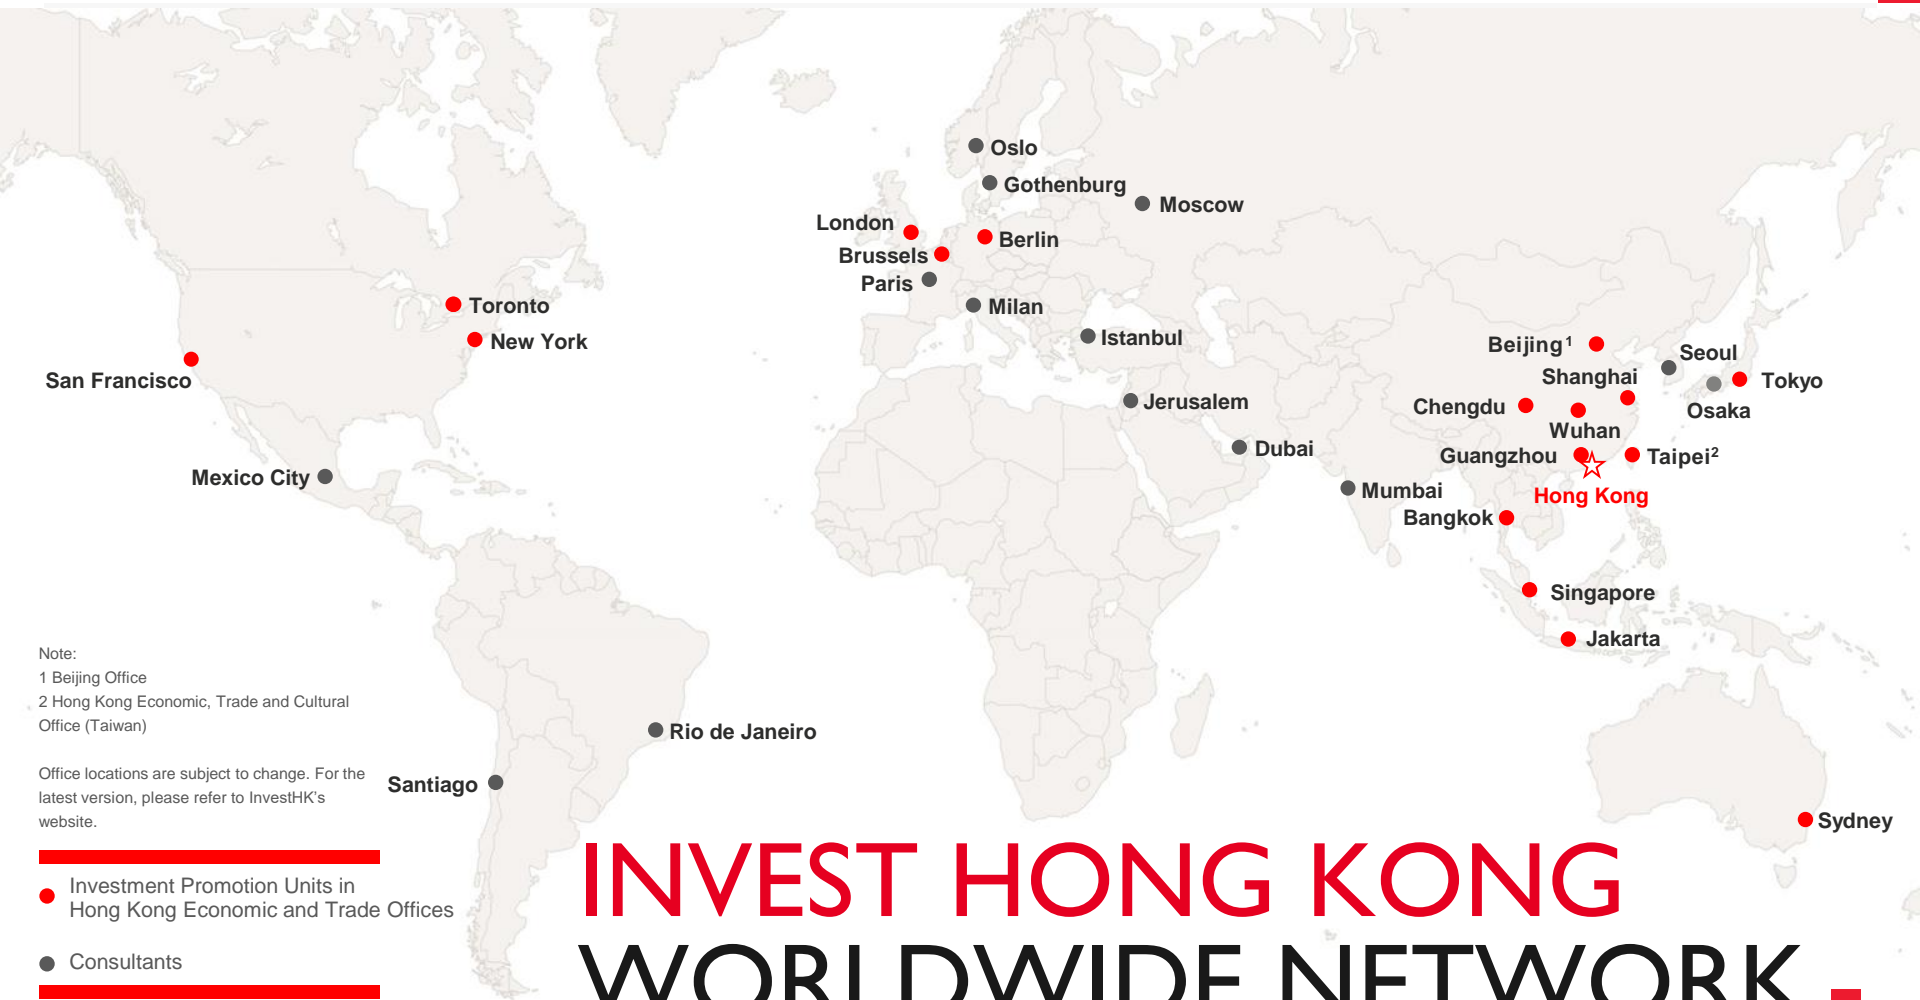 Oslo
Gothenburg
Moscow
London
Berlin
Brussels
Paris
Milan
Toronto
Istanbul
New York
Beijing¹
Seoul
San Francisco
Shanghai
Tokyo
Jerusalem
Chengdu
Osaka
Wuhan
Dubai
Guangzhou
Taipei²
Mexico City
Mumbai
Hong Kong
Bangkok
Singapore
Jakarta
Note:
1 Beijing Office
2 Hong Kong Economic, Trade and Cultural
Office (Taiwan)
Rio de Janeiro
Office locations are subject to change. For the
latest version, please refer to InvestHK's
website.
Santiago
Sydney
Investment Promotion Units in
Hong Kong Economic and Trade Offices
Consultants
INVEST HONG KONG
WORLDWIDE NETWORK